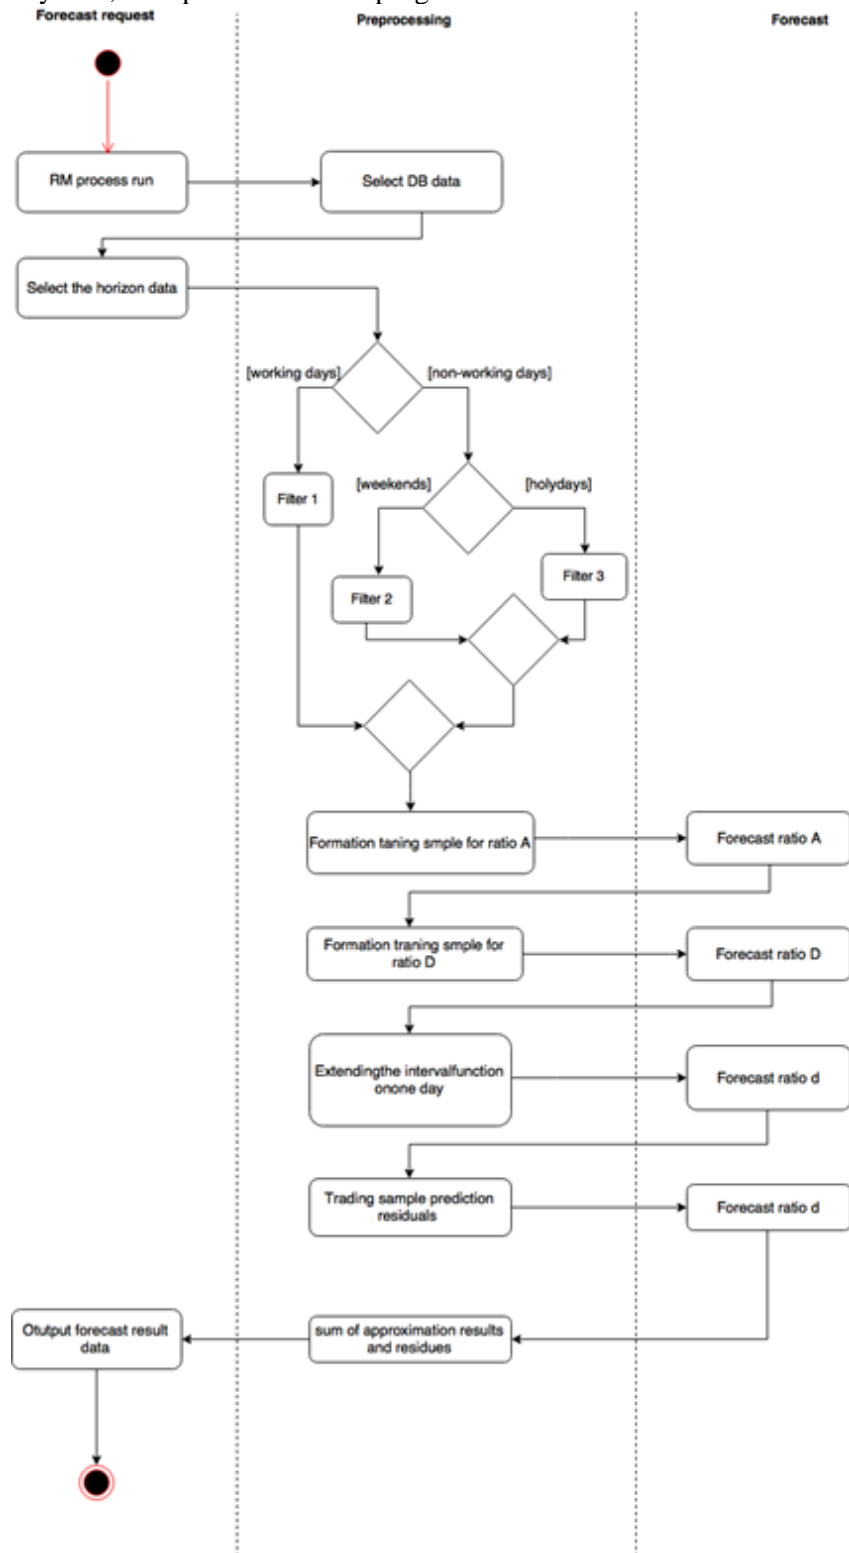 Forecast request
Preprocessing
Forecast
RM process run
Select DB data
Select the horizon data
[working days]
[non-working days]
Filter 1
[weekends]
[holydays]
Filter 2
Filter 3
Formation taning smple for ratio A
Forecast ratio A
Formation traning smple for
ratio D
Forecast ratio D
Extendingthe intervalfunction
onone day
Forecast ratio d
Trading sample prediction
residuals
Forecast ratio d
Otutput forecast result
data
sum of approximation results
and residues